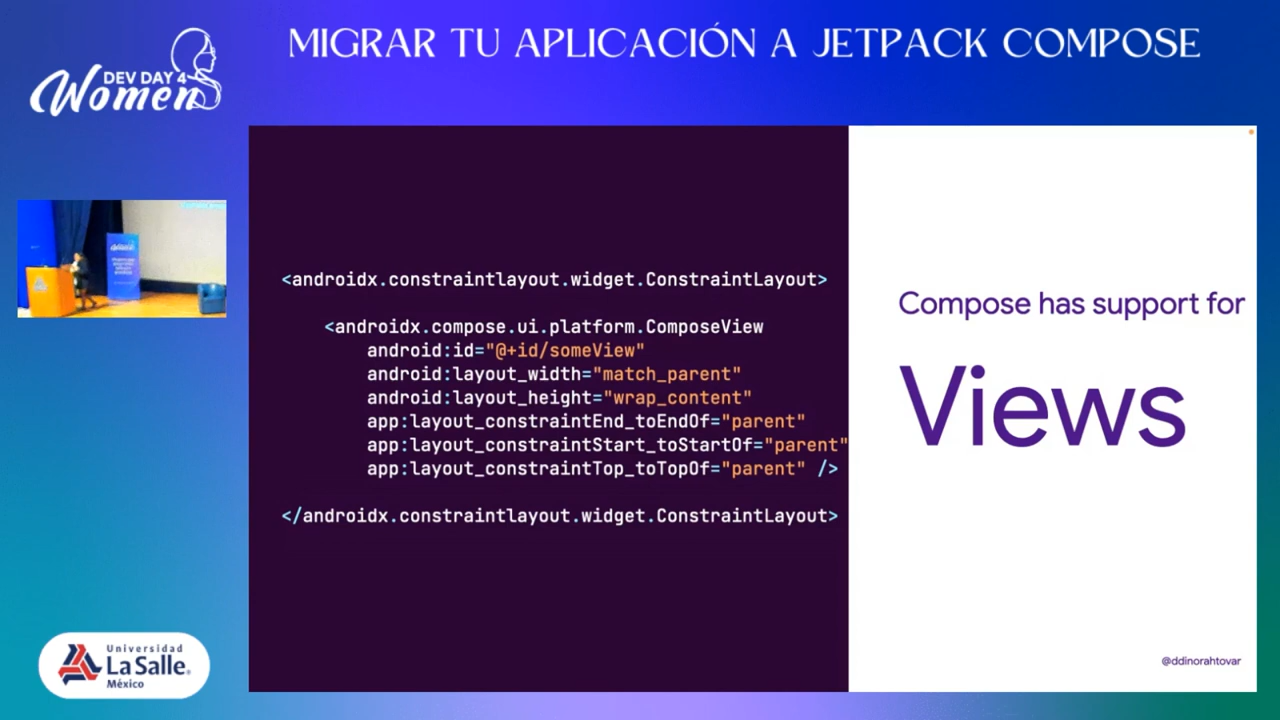 MIGRAR TU APLICACIÓN A JETPACK COMPOSE
DEV DAY 4
Women
<androidx.constraintlayout.widget.ConstraintLayout>
<androidx.compose.ui.platform.ComposeView
android:id="@+id/someView"
android:layout_width="match_parent"
android:layout_height="wrap_content"
app:layout_constraintEnd_toEndOf="parent"
app:layout_constraintStart_toStartOf="parent"
app:layout_constraintTop_toTopOf="parent" />
</androidx.constraintlayout.widget.ConstraintLayout>
Compose has support for
Views
@ddinorahtovar
Universidad
La Salle®
México